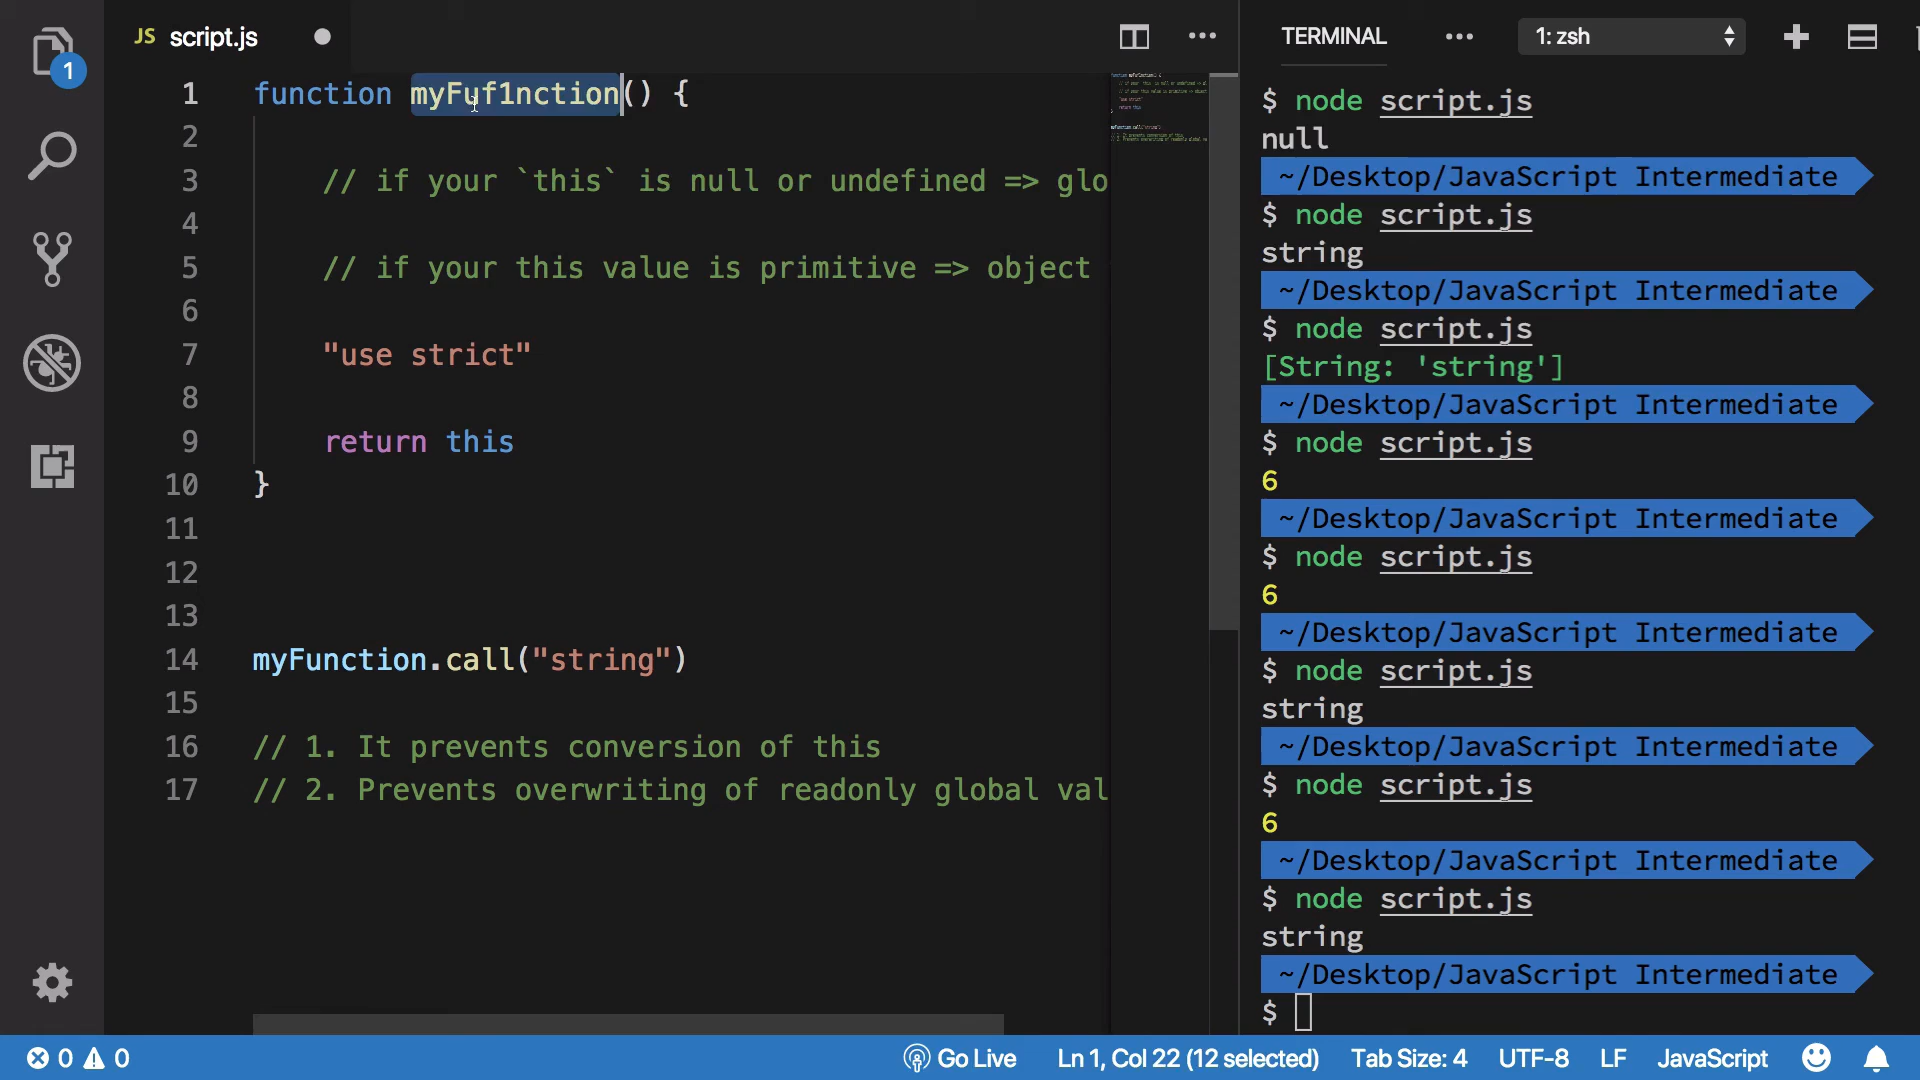 1
JS script.js
1 function myFuf1nction() {
2
3 // if your `this` is null or undefined => glo
4
5 // if your this value is primitive => object
6
7 "use strict"
8
9 return this
10 }
11
12
13
14 myFunction.call("string")
15
16 // 1. It prevents conversion of this
17 // 2. Prevents overwriting of readonly global val
TERMINAL 1: zsh
$ node script.js
null
~/Desktop/JavaScript Intermediate
$ node script.js
string
~/Desktop/JavaScript Intermediate
$ node script.js
[String: 'string']
~/Desktop/JavaScript Intermediate
$ node script.js
6
~/Desktop/JavaScript Intermediate
$ node script.js
6
~/Desktop/JavaScript Intermediate
$ node script.js
string
~/Desktop/JavaScript Intermediate
$ node script.js
6
~/Desktop/JavaScript Intermediate
$ node script.js
string
~/Desktop/JavaScript Intermediate
$
0 0 Go Live Ln 1, Col 22 (12 selected) Tab Size: 4 UTF-8 LF JavaScript